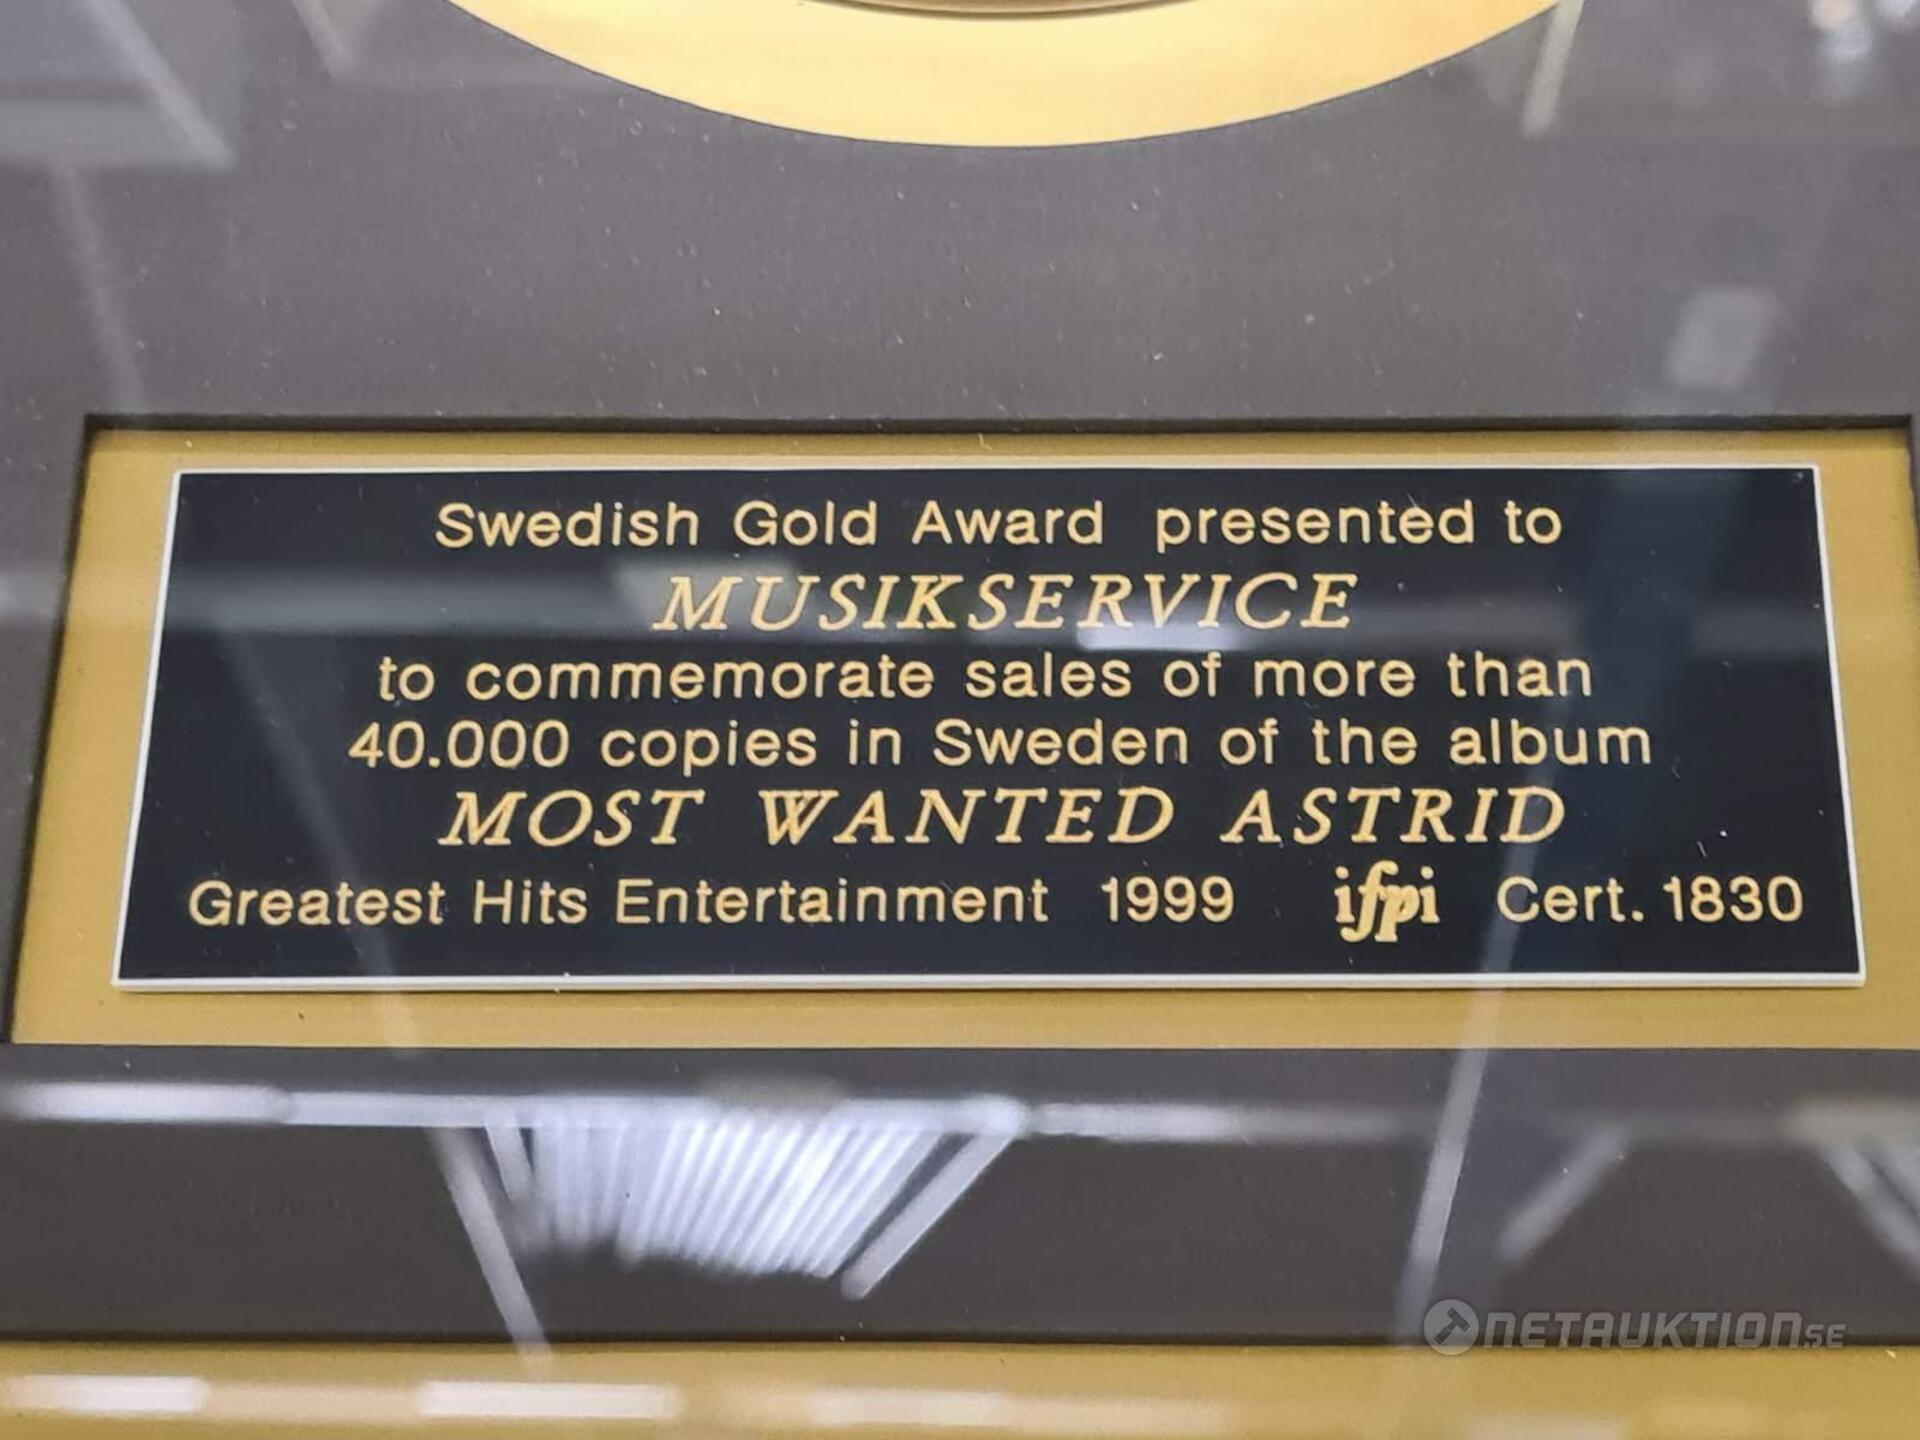 Swedish Gold Award presented to
MUSIKSERVICE
to commemorate sales of more than
40.000 copies in Sweden of the album
MOST WANTED ASTRID
Greatest Hits Entertainment 1999 ifpi Cert. 1830
NETAUKTION.SE